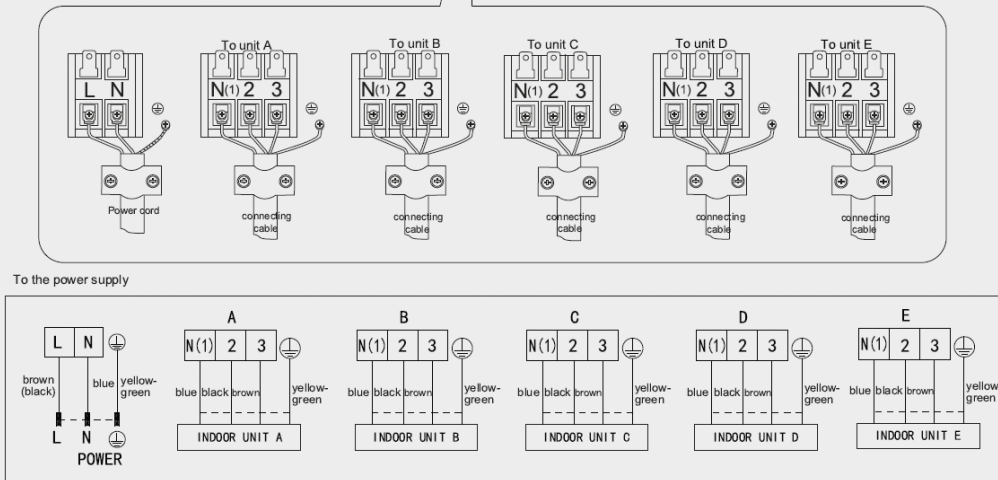 To unit A To unit B To unit C To unit D To unit E
L N N(1) 2 3 N(1) 2 3 N(1) 2 3 N(1) 2 3 N(1) 2 3
Power cord connecting cable connecting cable connecting cable connecting cable connecting cable
To the power supply
A B C D E
L N N(1) 2 3 N(1) 2 3 N(1) 2 3 N(1) 2 3 N(1) 2 3
brown (black) blue yellow-green blue black brown yellow-green blue black brown yellow-green blue black brown yellow-green blue black brown yellow-green blue black brown yellow-green
L N INDOOR UNIT A INDOOR UNIT B INDOOR UNIT C INDOOR UNIT D INDOOR UNIT E
POWER